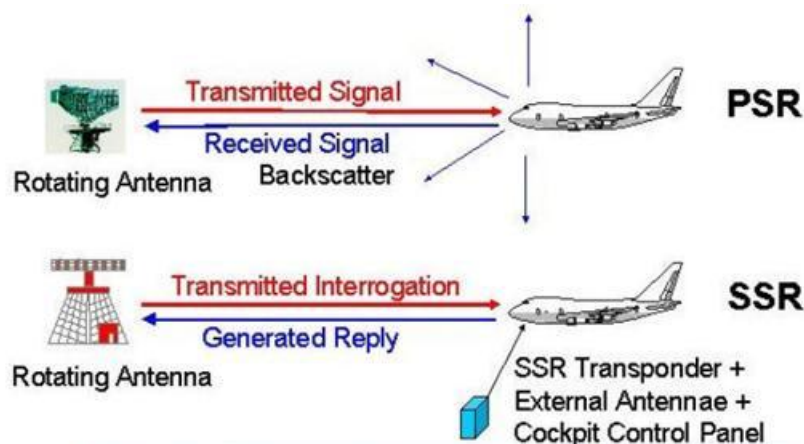 Transmitted Signal
PSR
Received Signal
Rotating Antenna
Backscatter
Transmitted Interrogation
SSR
Generated Reply
Rotating Antenna
SSR Transponder +
External Antennae +
Cockpit Control Panel